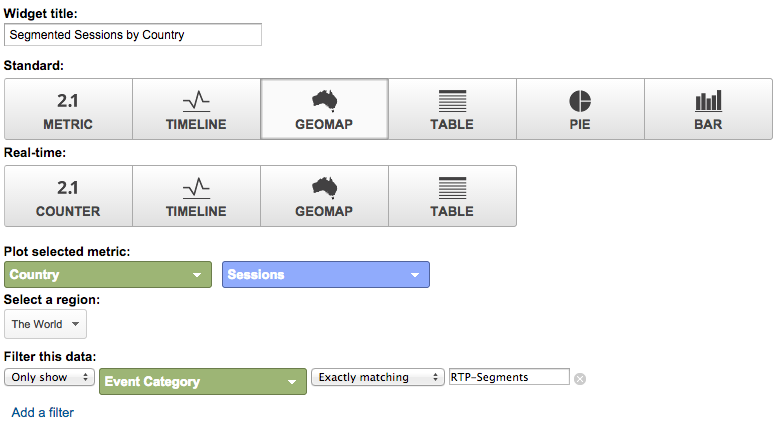 Widget title:
Segmented Sessions by Country
Standard:
2.1
METRIC TIMELINE GEOMAP TABLE PIE BAR
Real-time:
2.1
COUNTER TIMELINE GEOMAP TABLE
Plot selected metric:
Country Sessions
Select a region:
The World
Filter this data:
Only show Event Category Exactly matching RTP-Segments
Add a filter